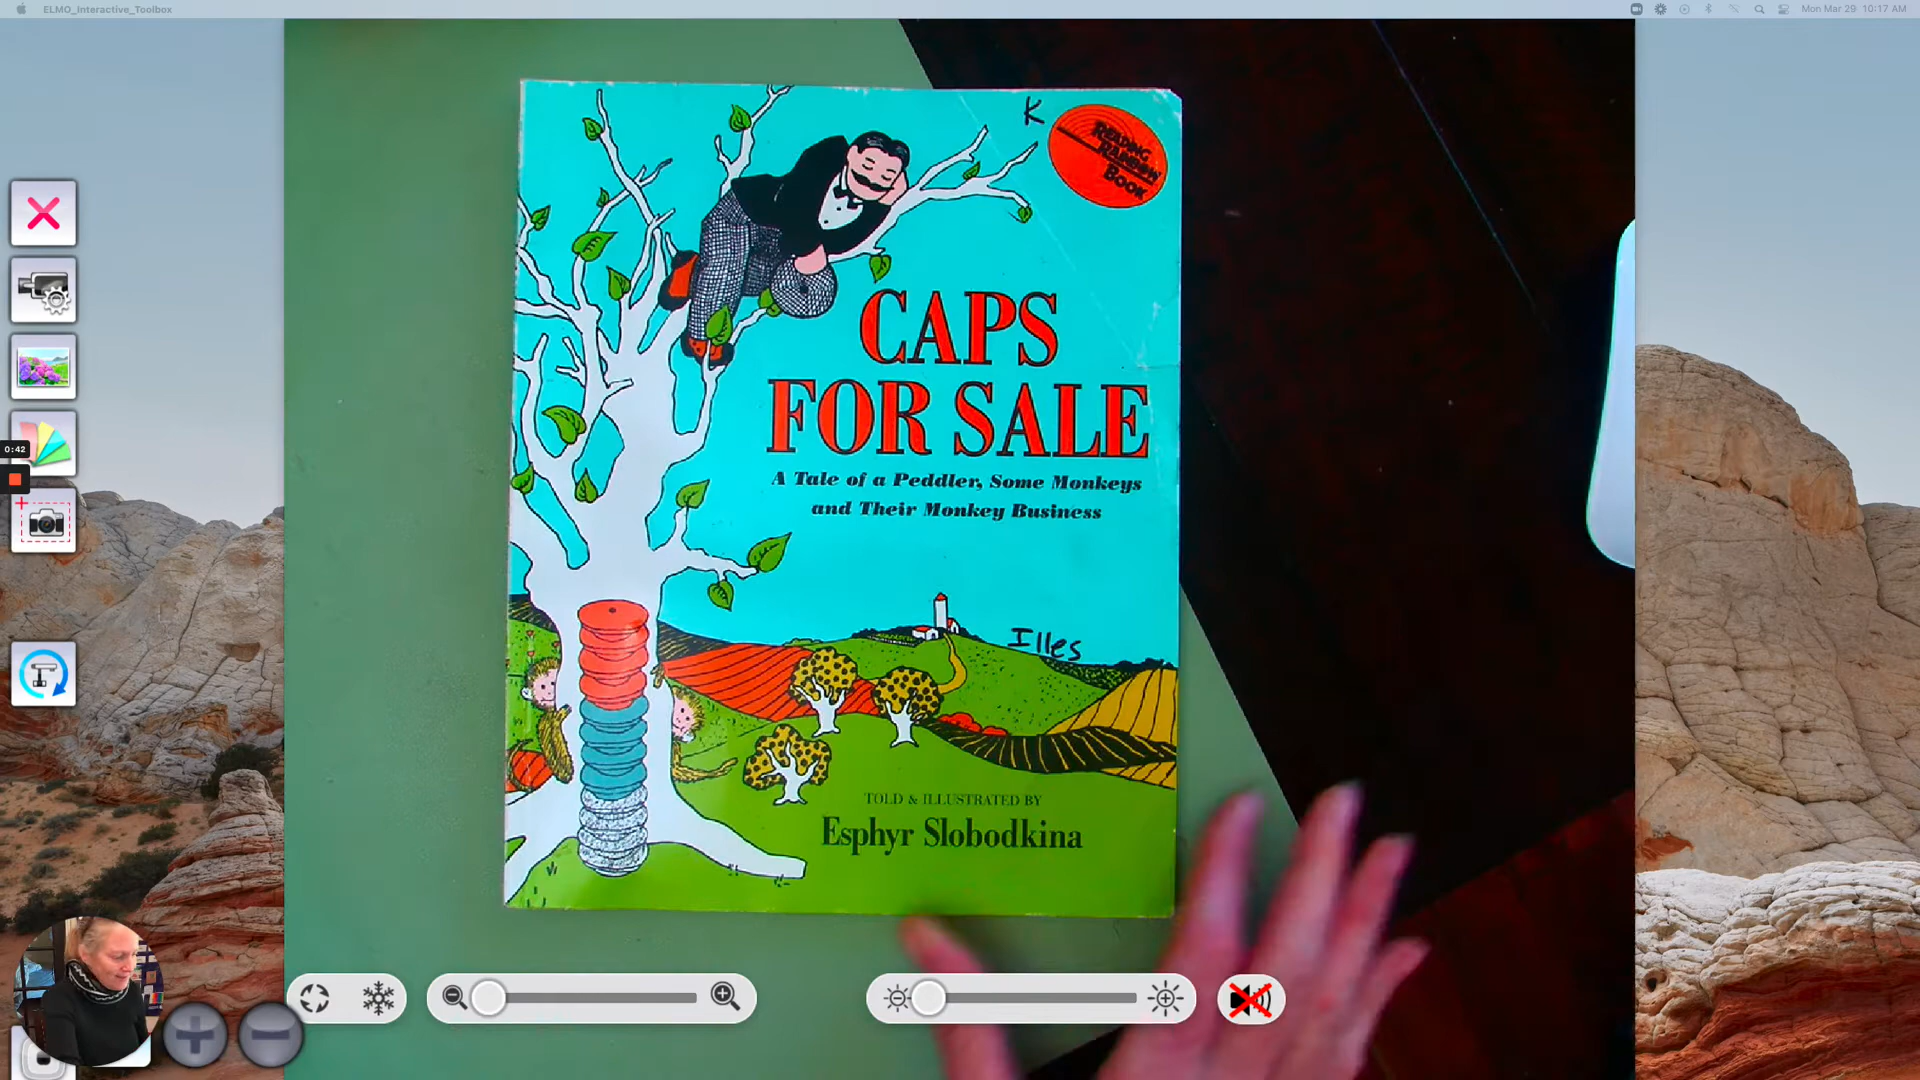 ELMO_Interactive_Toolbox
Mon Mar 29 10:17 AM
K
READING
RAINBOW
BOOK
CAPS
FOR SALE
A Tale of a Peddler, Some Monkeys
and Their Monkey Business
0:42
Illes
TOLD & ILLUSTRATED BY
Esphyr Slobodkina